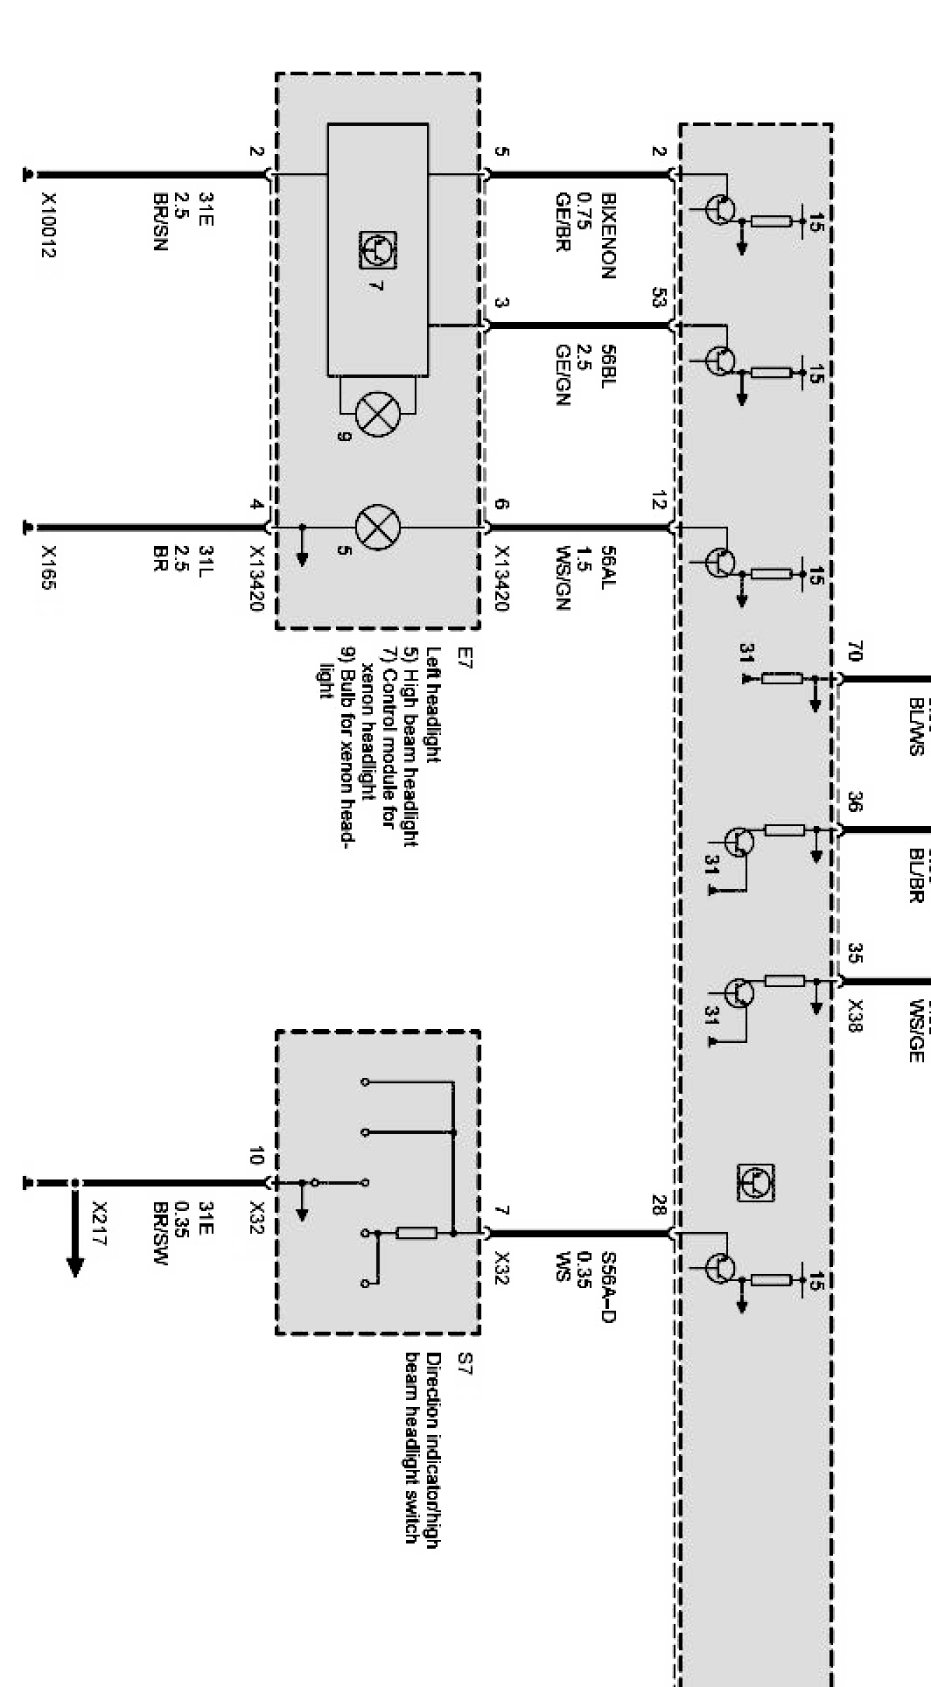 BL/WS
BL/BR
WS/GE
70
36
35
X38
15
15
15
15
31
31
31
2
53
12
28
BIXENON
0.75
GE/BR
56BL
2.5
GE/GN
56AL
1.5
WS/GN
S56A-D
0.35
WS
5
3
6
X13420
7
X32
E7
Left headlight
5) High beam headlight
7) Control module for
xenon headlight
9) Bulb for xenon head-
light
S7
Direction indicator/high
beam headlight switch
7
9
5
2
4
X13420
10
X32
31E
2.5
BR/SN
31L
2.5
BR
31E
0.35
BR/SW
X10012
X165
X217